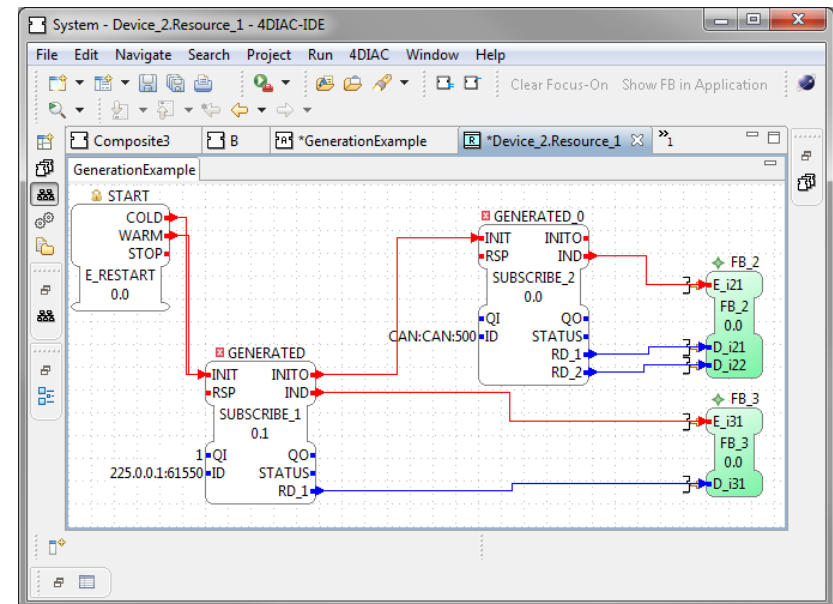 System - Device_2.Resource_1 - 4DIAC-IDE
File Edit Navigate Search Project Run 4DIAC Window Help
Clear Focus-On Show FB in Application
Composite3 B *GenerationExample *Device_2.Resource_1 »1
GenerationExample
START
COLD
WARM
STOP
E_RESTART
0.0
GENERATED_0
INIT INITO
RSP IND
SUBSCRIBE_2
0.0
QI QO
CAN:CAN:500 ID STATUS
RD_1
RD_2
FB_2
E_i21
FB_2
0.0
D_i21
D_i22
GENERATED
INIT INITO
RSP IND
SUBSCRIBE_1
0.1
1 QI QO
225.0.0.1:61550 ID STATUS
RD_1
FB_3
E_i31
FB_3
0.0
D_i31